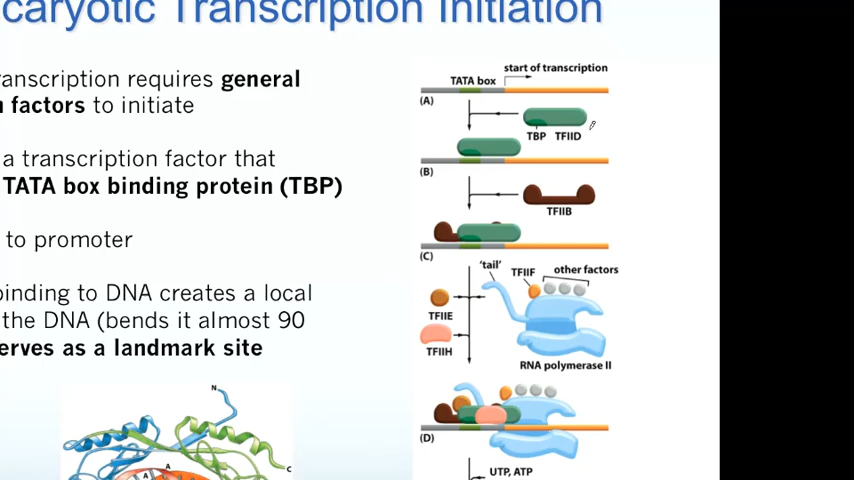 caryotic Transcription Initiation
ranscription requires general
factors to initiate
a transcription factor that
TATA box binding protein (TBP)
to promoter
binding to DNA creates a local
the DNA (bends it almost 90
erves as a landmark site
N
C
A
A
start of transcription
TATA box
(A)
TBP TFIID
(B)
TFIIB
(C)
'tail'
TFIIF
other factors
TFIIE
TFIIH
RNA polymerase II
(D)
UTP, ATP